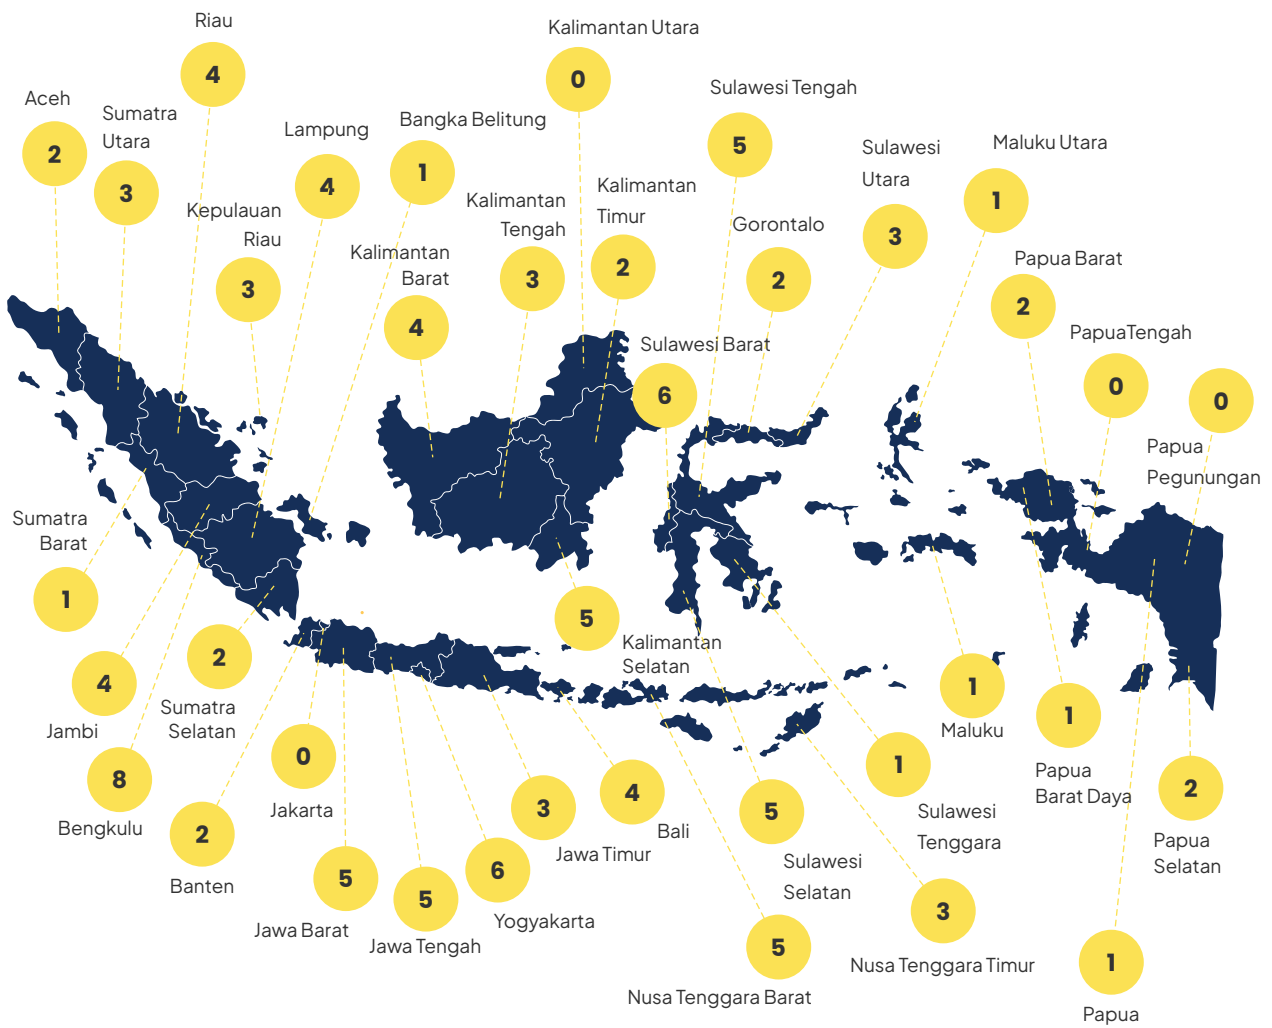 Riau
4
Kalimantan Utara
0
Aceh
2
Sumatra
Utara
3
Lampung
4
Bangka Belitung
1
Sulawesi Tengah
5
Sulawesi
Utara
3
Maluku Utara
1
Kepulauan
Riau
3
Kalimantan
Barat
4
Kalimantan
Tengah
3
Kalimantan
Timur
2
Gorontalo
2
Papua Barat
2
PapuaTengah
0
Sulawesi Barat
6
0
Papua
Pegunungan
Sumatra
Barat
1
4
Jambi
2
Sumatra
Selatan
8
Bengkulu
0
Jakarta
2
Banten
5
Jawa Barat
5
Jawa Tengah
6
Yogyakarta
3
Jawa Timur
4
Bali
5
Kalimantan
Selatan
5
Sulawesi
Selatan
1
Sulawesi
Tenggara
1
Maluku
1
Papua
Barat Daya
2
Papua
Selatan
5
Nusa Tenggara Barat
3
Nusa Tenggara Timur
1
Papua